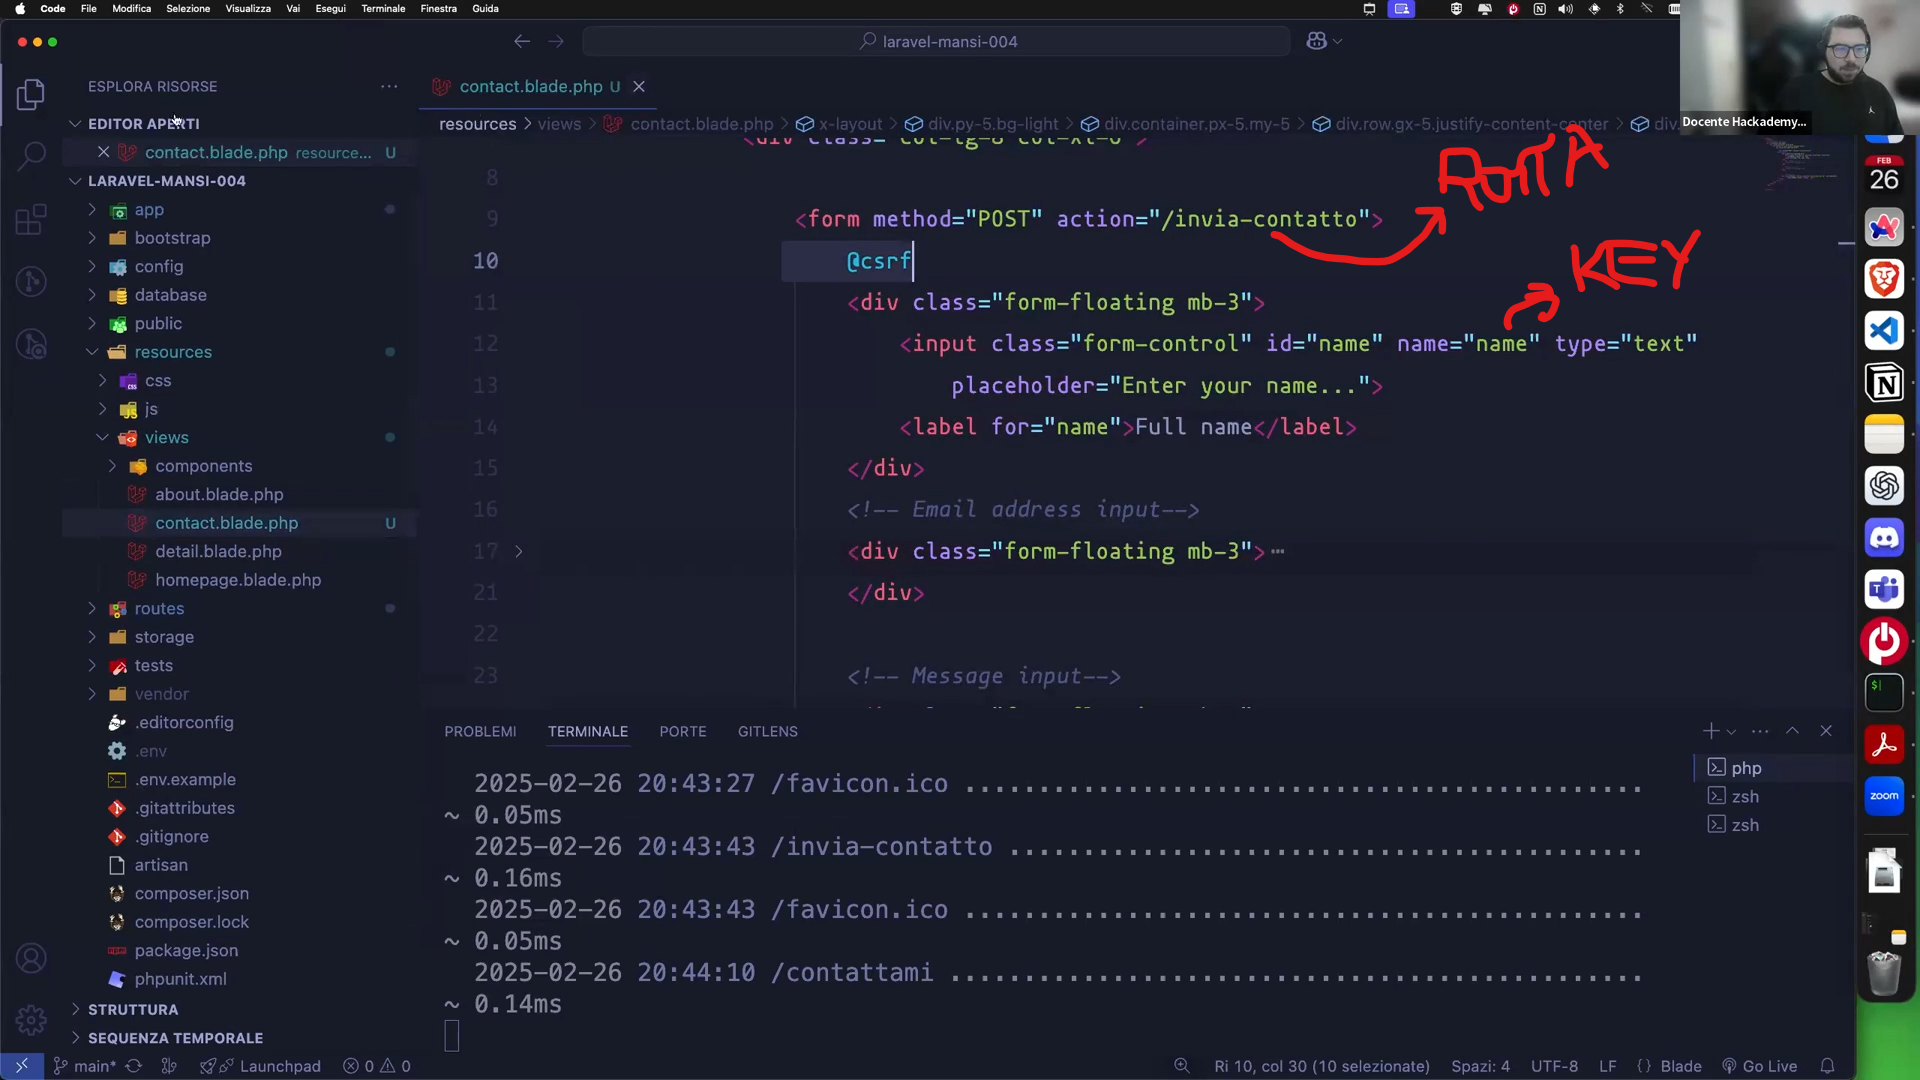 Code File Modifica Selezione Visualizza Vai Esegui Terminale Finestra Guida
laravel-mansi-004
ESPLORA RISORSE
contact.blade.php U
EDITOR APERTI
resources > views > contact.blade.php > x-layout > div.py-5.bg-light > div.container.px-5.my-5 > div.row.gx-5.justify-content-center > div.
Docente Hackademy...
contact.blade.php resource... U
LARAVEL-MANSI-004
app
bootstrap
config
database
public
resources
css
js
views
components
about.blade.php
contact.blade.php U
detail.blade.php
homepage.blade.php
routes
storage
tests
vendor
.editorconfig
.env
.env.example
.gitattributes
.gitignore
artisan
composer.json
composer.lock
package.json
phpunit.xml
STRUTTURA
SEQUENZA TEMPORALE
<div class="col-lg-8 col-xl-6">
8
9 <form method="POST" action="/invia-contatto">
ROTTA
10 @csrf
KEY
11 <div class="form-floating mb-3">
12 <input class="form-control" id="name" name="name" type="text"
13 placeholder="Enter your name...">
14 <label for="name">Full name</label>
15 </div>
16 <!-- Email address input-->
17 <div class="form-floating mb-3">
21 </div>
22
23 <!-- Message input-->
PROBLEMI TERMINALE PORTE GITLENS
2025-02-26 20:43:27 /favicon.ico .........................................
~ 0.05ms
2025-02-26 20:43:43 /invia-contatto ......................................
~ 0.16ms
2025-02-26 20:43:43 /favicon.ico .........................................
~ 0.05ms
2025-02-26 20:44:10 /contattami ..........................................
~ 0.14ms
php
zsh
zsh
FEB
26
zoom
main* Launchpad 0 0 Ri 10, col 30 (10 selezionate) Spazi: 4 UTF-8 LF {} Blade Go Live